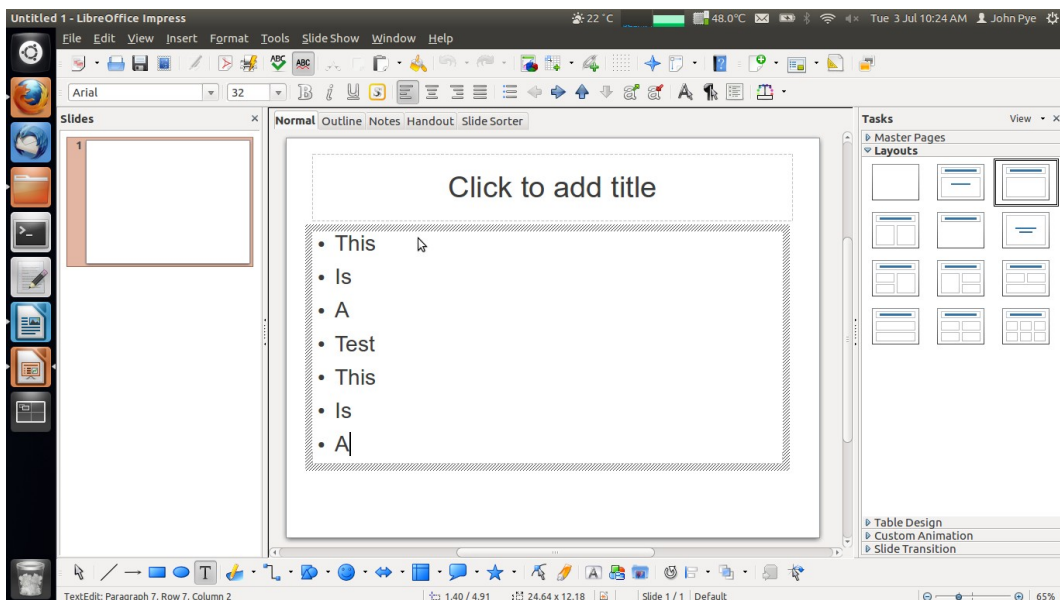 Untitled 1 - LibreOffice Impress
22 °C
48.0°C
Tue 3 Jul 10:24 AM
John Pye
File Edit View Insert Format Tools Slide Show Window Help
Arial
32
Slides
Normal Outline Notes Handout Slide Sorter
Tasks
View
1
Master Pages
Layouts
Click to add title
• This
• Is
• A
• Test
• This
• Is
• A
Table Design
Custom Animation
Slide Transition
TextEdit: Paragraph 7, Row 7, Column 2
1.40 / 4.91
24.64 x 12.18
Slide 1 / 1
Default
65%